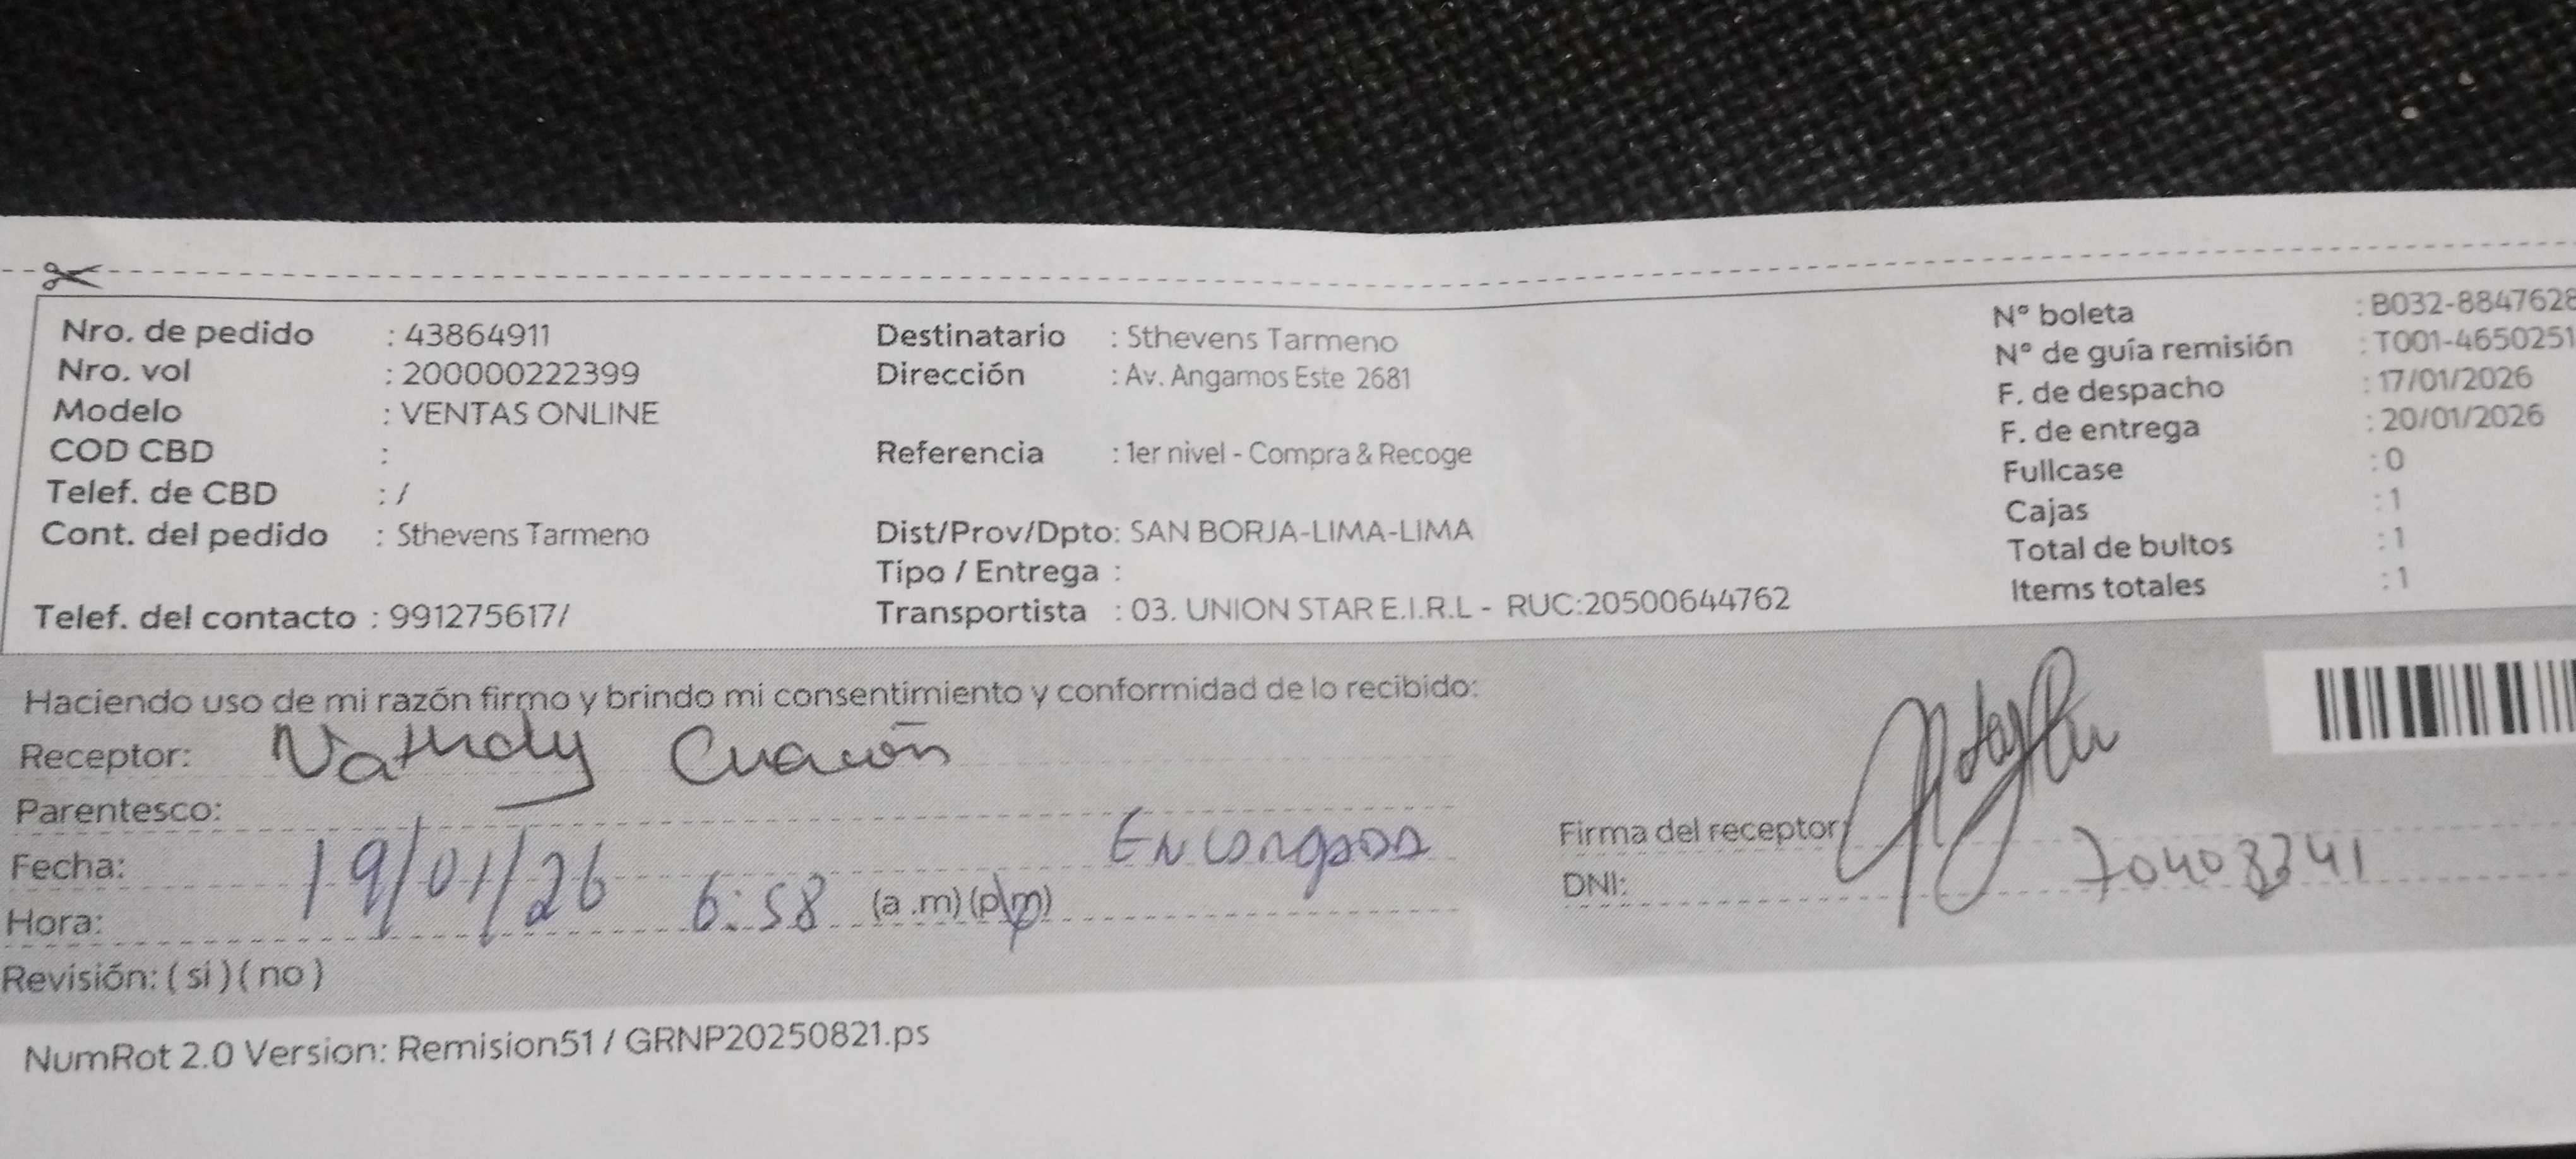 Nro. de pedido : 43864911
Nro. vol : 200000222399
Modelo : VENTAS ONLINE
COD CBD :
Telef. de CBD : /
Cont. del pedido : Sthevens Tarmeno
Telef. del contacto : 991275617/
Destinatario : Sthevens Tarmeno
Dirección : Av. Angamos Este 2681
Referencia : 1er nivel - Compra & Recoge
Dist/Prov/Dpto: SAN BORJA-LIMA-LIMA
Tipo / Entrega :
Transportista : 03. UNION STAR E.I.R.L - RUC:20500644762
N° boleta : B032-8847628
N° de guía remisión : T001-4650251
F. de despacho : 17/01/2026
F. de entrega : 20/01/2026
Fullcase : 0
Cajas : 1
Total de bultos : 1
Items totales : 1
Haciendo uso de mi razón firmo y brindo mi consentimiento y conformidad de lo recibido:
Receptor:
Parentesco: Encargada
Fecha: 19/01/26
Hora: 6:58 (a .m) (p.m)
Firma del receptor:
DNI:
Revisión: ( si ) ( no )
NumRot 2.0 Version: Remision51 / GRNP20250821.ps